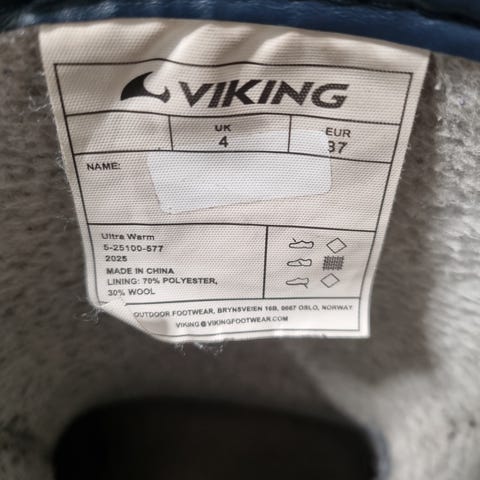 VIKING
UK EUR
4 37
NAME:
Ultra Warm
5-25100-577
2025
MADE IN CHINA
LINING: 70% POLYESTER,
30% WOOL
OUTDOOR FOOTWEAR, BRYNSVEIEN 16B, 0667 OSLO, NORWAY
VIKING@VIKINGFOOTWEAR.COM